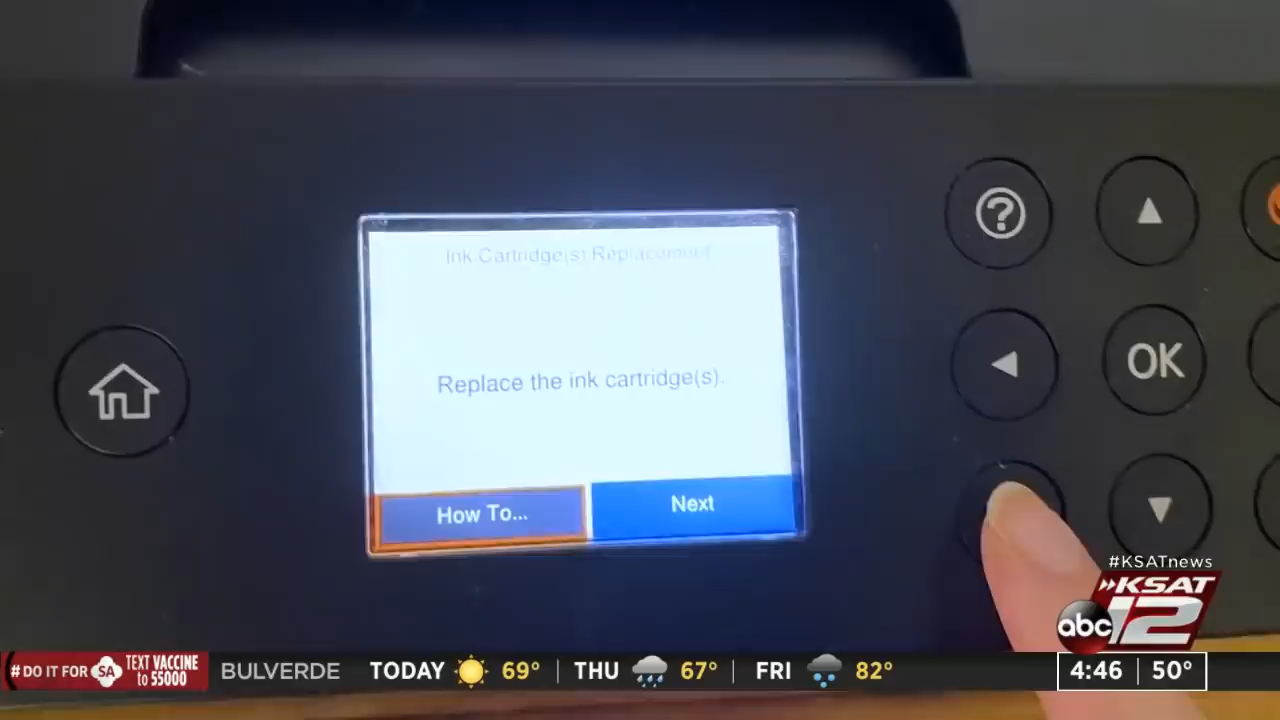 Ink Cartridge(s) Replacement
Replace the ink cartridge(s).
How To...
Next
?
OK
#KSATnews
KSAT
abc 12
# DO IT FOR SA TEXT VACCINE to 55000
BULVERDE TODAY 69° THU 67° FRI 82°
4:46 50°